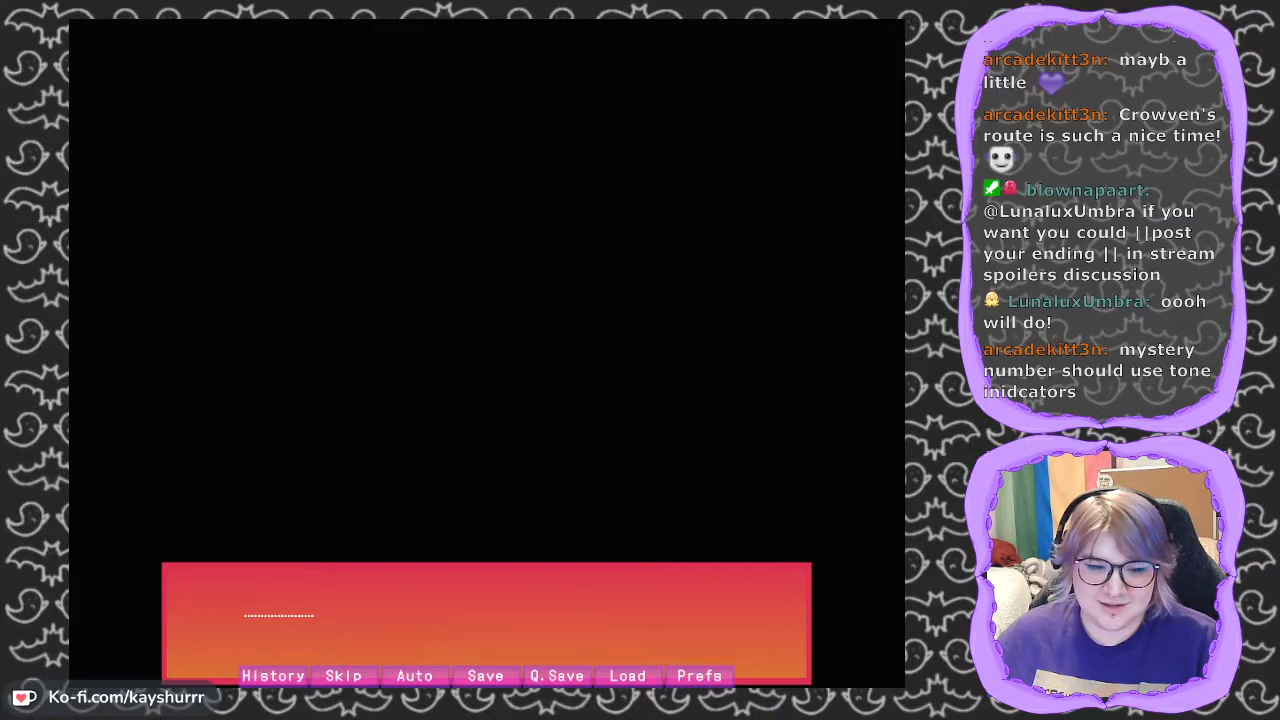 arcadekitt3n: mayb a
little
arcadekitt3n: Crowven's
route is such a nice time!
blownapaart:
@LunaluxUmbra if you
want you could ||post
your ending || in stream
spoilers discussion
LunaluxUmbra: oooh
will do!
arcadekitt3n: mystery
number should use tone
inidcators
.....................
History Skip Auto Save Q.Save Load Prefs
Ko-fi.com/kayshurrr